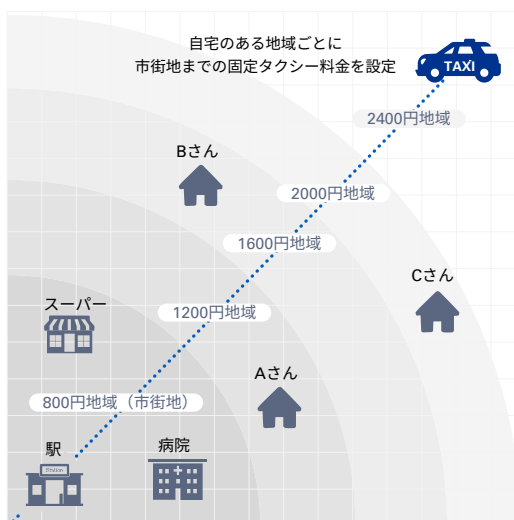 自宅のある地域ごとに
市街地までの固定タクシー料金を設定
TAXI
2400円地域
Bさん
2000円地域
1600円地域
Cさん
スーパー
1200円地域
Aさん
800円地域（市街地）
駅
病院
Station